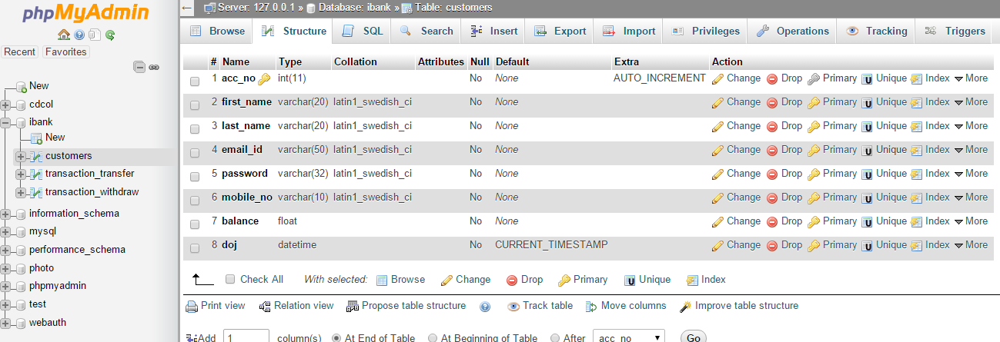 phpMyAdmin
Recent Favorites
New
cdcol
ibank
New
customers
transaction_transfer
transaction_withdraw
information_schema
mysql
performance_schema
photo
phpmyadmin
test
webauth
Server: 127.0.0.1 » Database: ibank » Table: customers
Browse Structure SQL Search Insert Export Import Privileges Operations Tracking Triggers
# Name Type Collation Attributes Null Default Extra Action
1 acc_no int(11) No None AUTO_INCREMENT Change Drop Primary Unique Index More
2 first_name varchar(20) latin1_swedish_ci No None Change Drop Primary Unique Index More
3 last_name varchar(20) latin1_swedish_ci No None Change Drop Primary Unique Index More
4 email_id varchar(50) latin1_swedish_ci No None Change Drop Primary Unique Index More
5 password varchar(32) latin1_swedish_ci No None Change Drop Primary Unique Index More
6 mobile_no varchar(10) latin1_swedish_ci No None Change Drop Primary Unique Index More
7 balance float No None Change Drop Primary Unique Index More
8 doj datetime No CURRENT_TIMESTAMP Change Drop Primary Unique Index More
Check All With selected: Browse Change Drop Primary Unique Index
Print view Relation view Propose table structure Track table Move columns Improve table structure
Add 1 column(s) At End of Table At Beginning of Table After acc_no Go